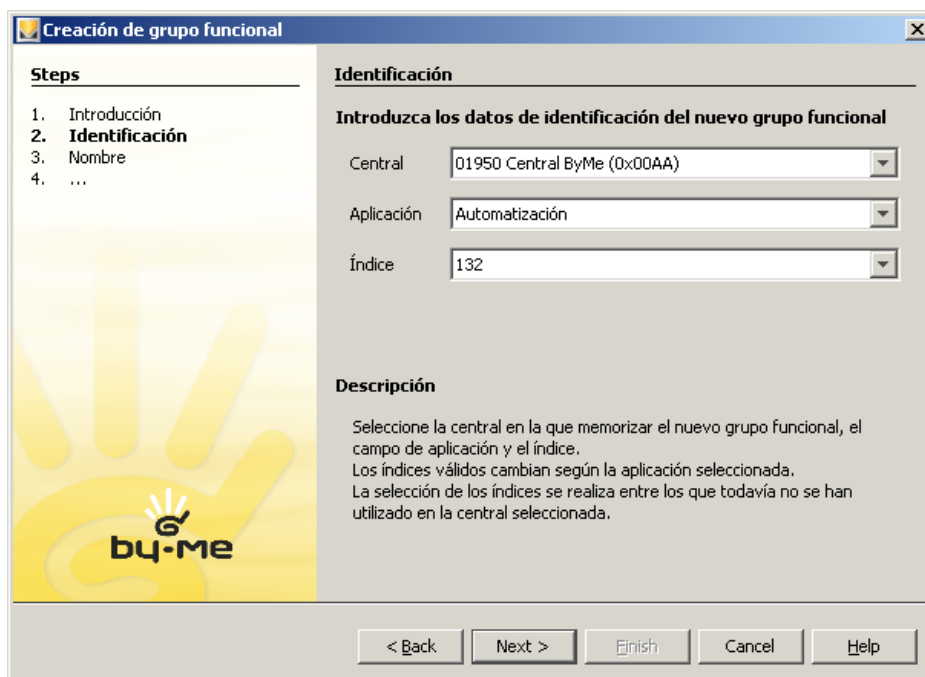 Creación de grupo funcional
Steps
1. Introducción
2. Identificación
3. Nombre
4. ...
by-me
Identificación
Introduzca los datos de identificación del nuevo grupo funcional
Central 01950 Central ByMe (0x00AA)
Aplicación Automatización
Índice 132
Descripción
Seleccione la central en la que memorizar el nuevo grupo funcional, el
campo de aplicación y el índice.
Los índices válidos cambian según la aplicación seleccionada.
La selección de los índices se realiza entre los que todavía no se han
utilizado en la central seleccionada.
< Back Next > Finish Cancel Help